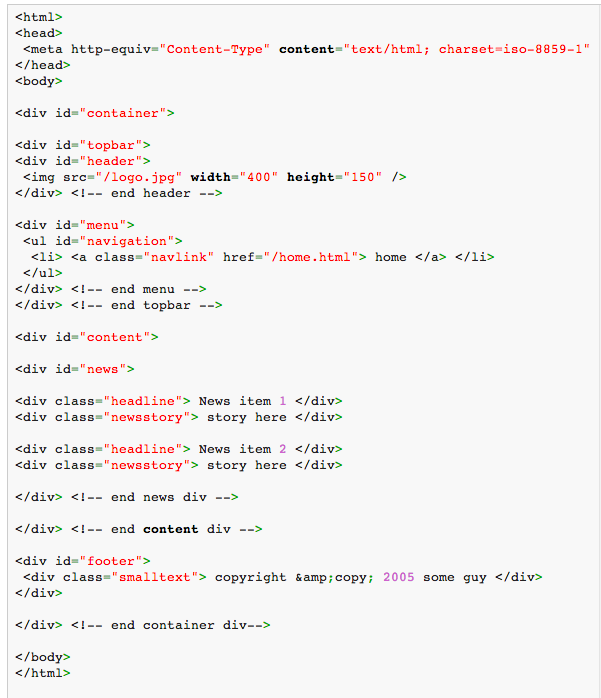 <html>
<head>
<meta http-equiv="Content-Type" content="text/html; charset=iso-8859-1"
</head>
<body>
<div id="container">
<div id="topbar">
<div id="header">
<img src="/logo.jpg" width="400" height="150" />
</div> <!-- end header -->
<div id="menu">
<ul id="navigation">
<li> <a class="navlink" href="/home.html"> home </a> </li>
</ul>
</div> <!-- end menu -->
</div> <!-- end topbar -->
<div id="content">
<div id="news">
<div class="headline"> News item 1 </div>
<div class="newsstory"> story here </div>
<div class="headline"> News item 2 </div>
<div class="newsstory"> story here </div>
</div> <!-- end news div -->
</div> <!-- end content div -->
<div id="footer">
<div class="smalltext"> copyright &amp;copy; 2005 some guy </div>
</div>
</div> <!-- end container div-->
</body>
</html>